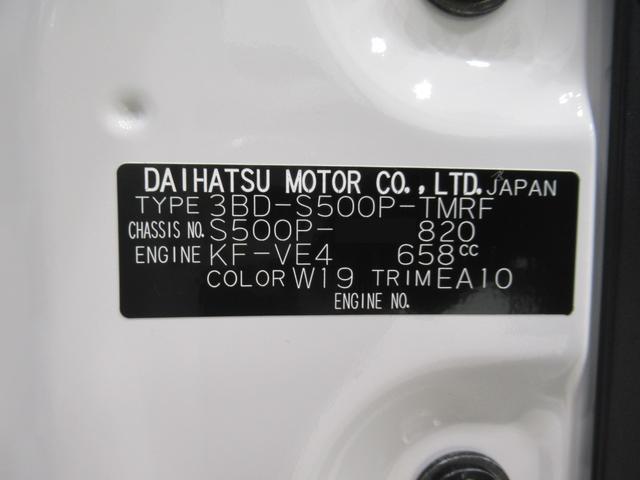 DAIHATSU MOTOR CO.,LTD. JAPAN
TYPE 3BD-S500P-TMRF
CHASSIS NO. S500P- 820
ENGINE KF-VE4 658cc
COLOR W19 TRIM EA10
ENGINE NO.